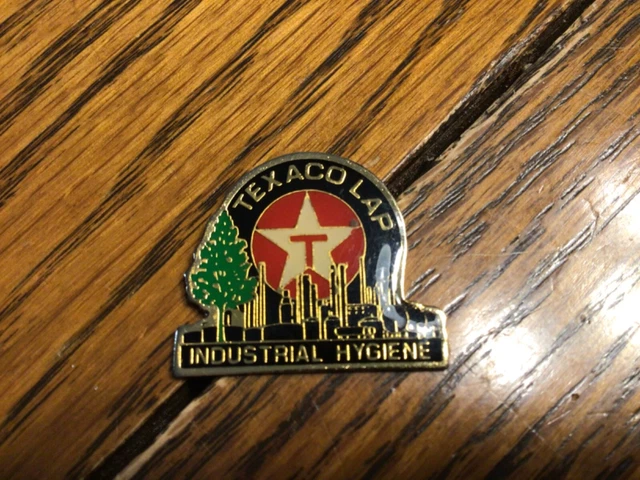 TEXACO LAP
T
INDUSTRIAL HYGIENE